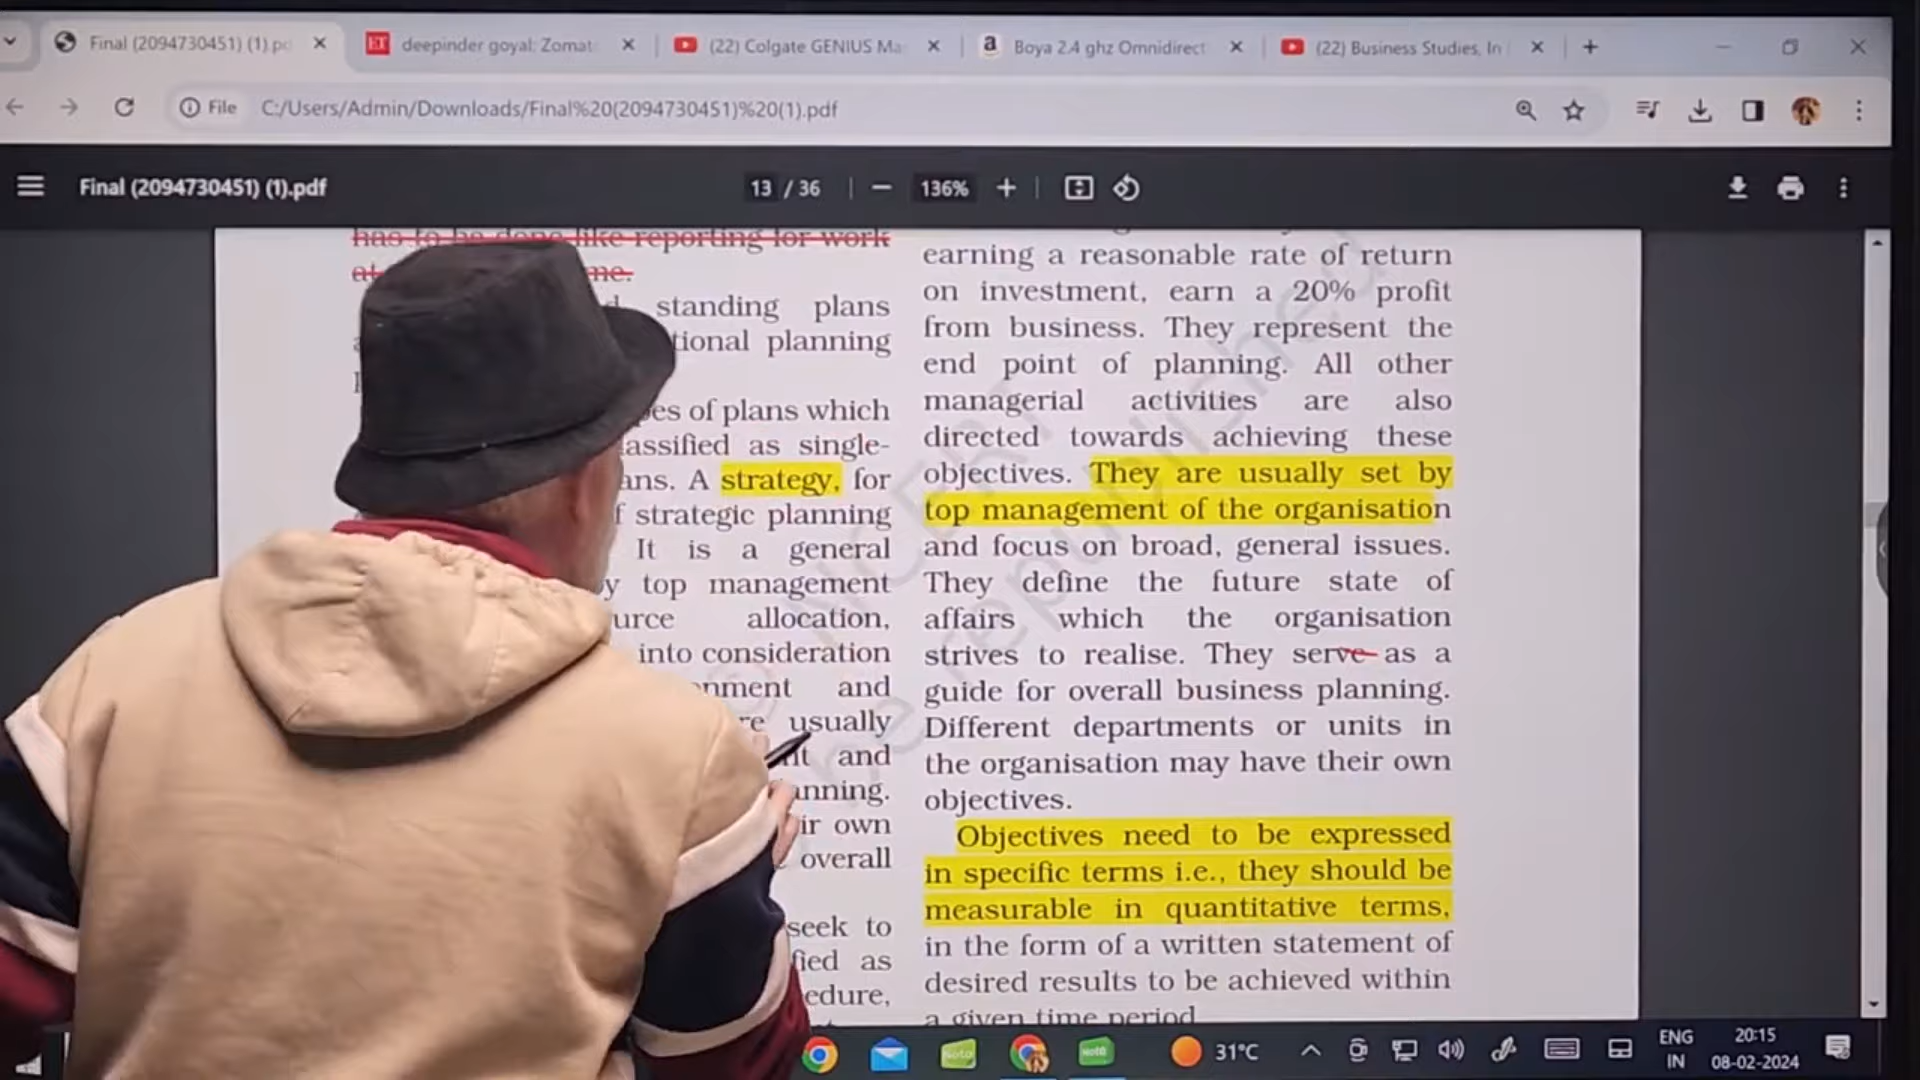 Final (2094730451) (1).pd
deepinder goyal: Zomat
(22) Colgate GENIUS Ma
Boya 2.4 ghz Omnidirect
(22) Business Studies, In
File C:/Users/Admin/Downloads/Final%20(2094730451)%20(1).pdf
Final (2094730451) (1).pdf
13 / 36
136%
has to be done like reporting for work
at me.
standing plans
tional planning
es of plans which
lassified as single-
ans. A strategy, for
f strategic planning
It is a general
y top management
urce allocation,
into consideration
nment and
re usually
nt and
anning.
ir own
overall
seek to
fied as
edure,
earning a reasonable rate of return
on investment, earn a 20% profit
from business. They represent the
end point of planning. All other
managerial activities are also
directed towards achieving these
objectives. They are usually set by
top management of the organisation
and focus on broad, general issues.
They define the future state of
affairs which the organisation
strives to realise. They serve as a
guide for overall business planning.
Different departments or units in
the organisation may have their own
objectives.
Objectives need to be expressed
in specific terms i.e., they should be
measurable in quantitative terms,
in the form of a written statement of
desired results to be achieved within
a given time period
© NCERT
be republished
31°C
ENG
IN
20:15
08-02-2024